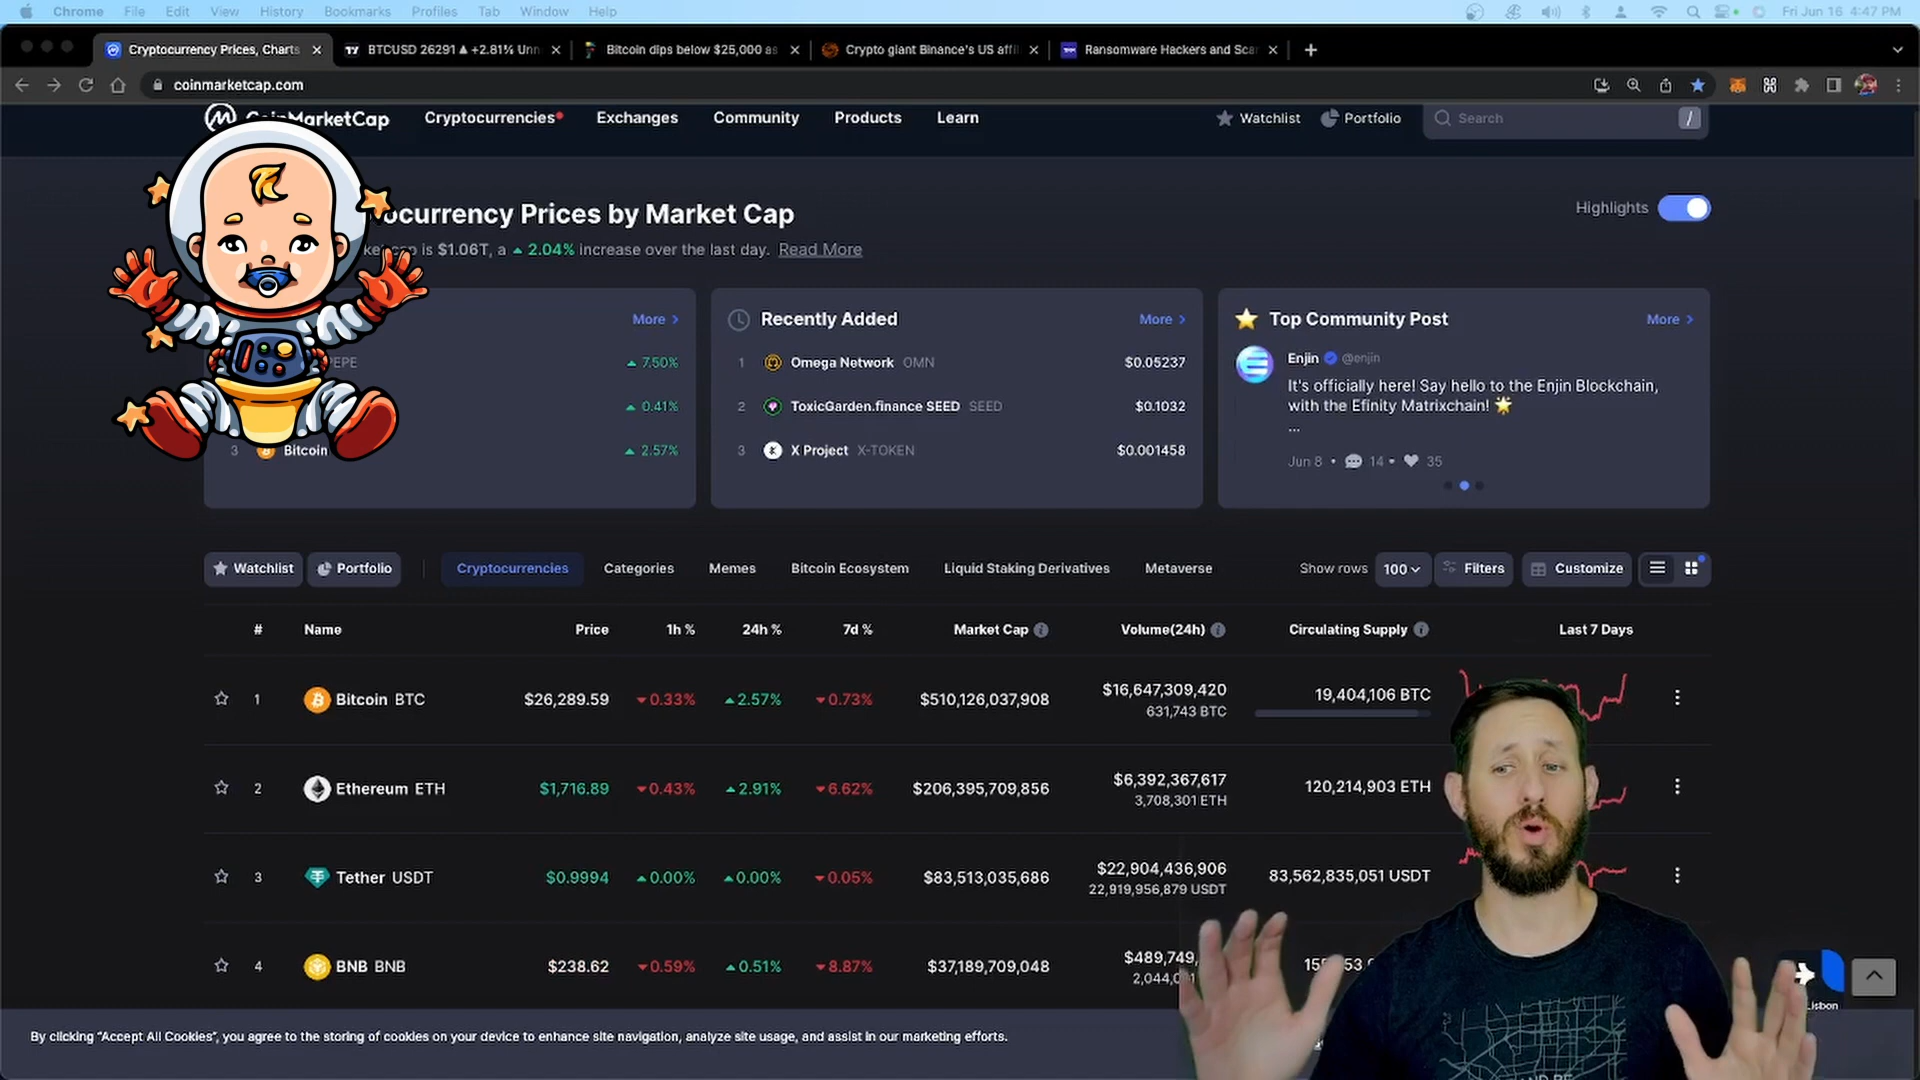 Chrome File Edit View History Bookmarks Profiles Tab Window Help Fri Jun 16 4:47 PM
Cryptocurrency Prices, Charts BTCUSD 26291 ▲ +2.81% Unn Bitcoin dips below $25,000 as Crypto giant Binance's US affi Ransomware Hackers and Scar
coinmarketcap.com
CoinMarketCap Cryptocurrencies Exchanges Community Products Learn Watchlist Portfolio Search /
ocurrency Prices by Market Cap Highlights
ket cap is $1.06T, a ▲ 2.04% increase over the last day. Read More
More > Recently Added More > Top Community Post More >
PEPE ▲ 7.50% 1 Omega Network OMN $0.05237 Enjin @enjin
It's officially here! Say hello to the Enjin Blockchain,
▲ 0.41% 2 ToxicGarden.finance SEED SEED $0.1032 with the Efinity Matrixchain! 🌟
...
3 Bitcoin ▲ 2.57% 3 X Project X-TOKEN $0.001458 Jun 8 • 14 • 35
Watchlist Portfolio Cryptocurrencies Categories Memes Bitcoin Ecosystem Liquid Staking Derivatives Metaverse Show rows 100 Filters Customize
# Name Price 1h % 24h % 7d % Market Cap Volume(24h) Circulating Supply Last 7 Days
1 Bitcoin BTC $26,289.59 ▼0.33% ▲2.57% ▼0.73% $510,126,037,908 $16,647,309,420 19,404,106 BTC
631,743 BTC
2 Ethereum ETH $1,716.89 ▼0.43% ▲2.91% ▼6.62% $206,395,709,856 $6,392,367,617 120,214,903 ETH
3,708,301 ETH
3 Tether USDT $0.9994 ▲0.00% ▲0.00% ▼0.05% $83,513,035,686 $22,904,436,906 83,562,835,051 USDT
22,919,956,879 USDT
4 BNB BNB $238.62 ▼0.59% ▲0.51% ▼8.87% $37,189,709,048 $489,749,
2,044,0
Lisbon
By clicking "Accept All Cookies", you agree to the storing of cookies on your device to enhance site navigation, analyze site usage, and assist in our marketing efforts.